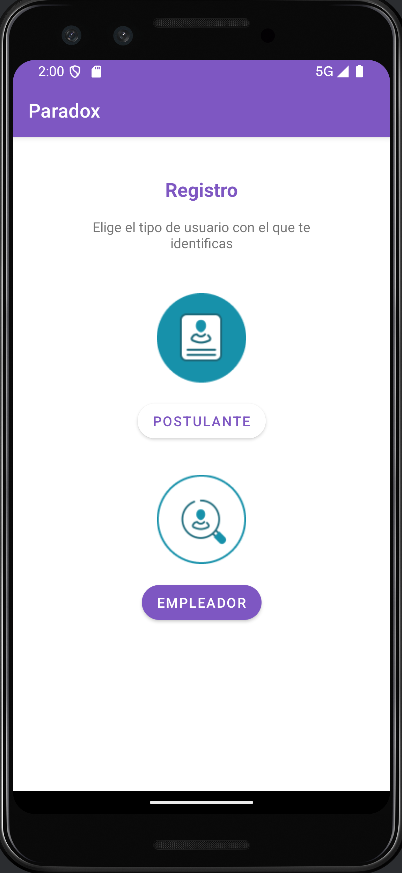 2:00 5G
Paradox
Registro
Elige el tipo de usuario con el que te
identificas
POSTULANTE
EMPLEADOR